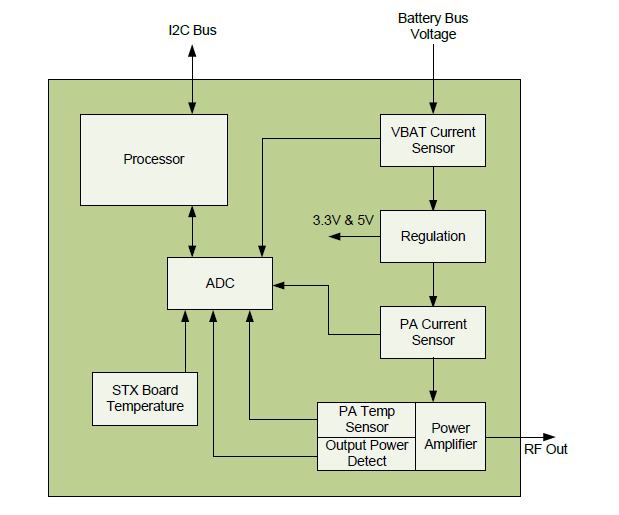 I2C Bus
Battery Bus
Voltage
Processor
VBAT Current
Sensor
3.3V & 5V
Regulation
ADC
PA Current
Sensor
STX Board
Temperature
PA Temp
Sensor
Output Power
Detect
Power
Amplifier
RF Out